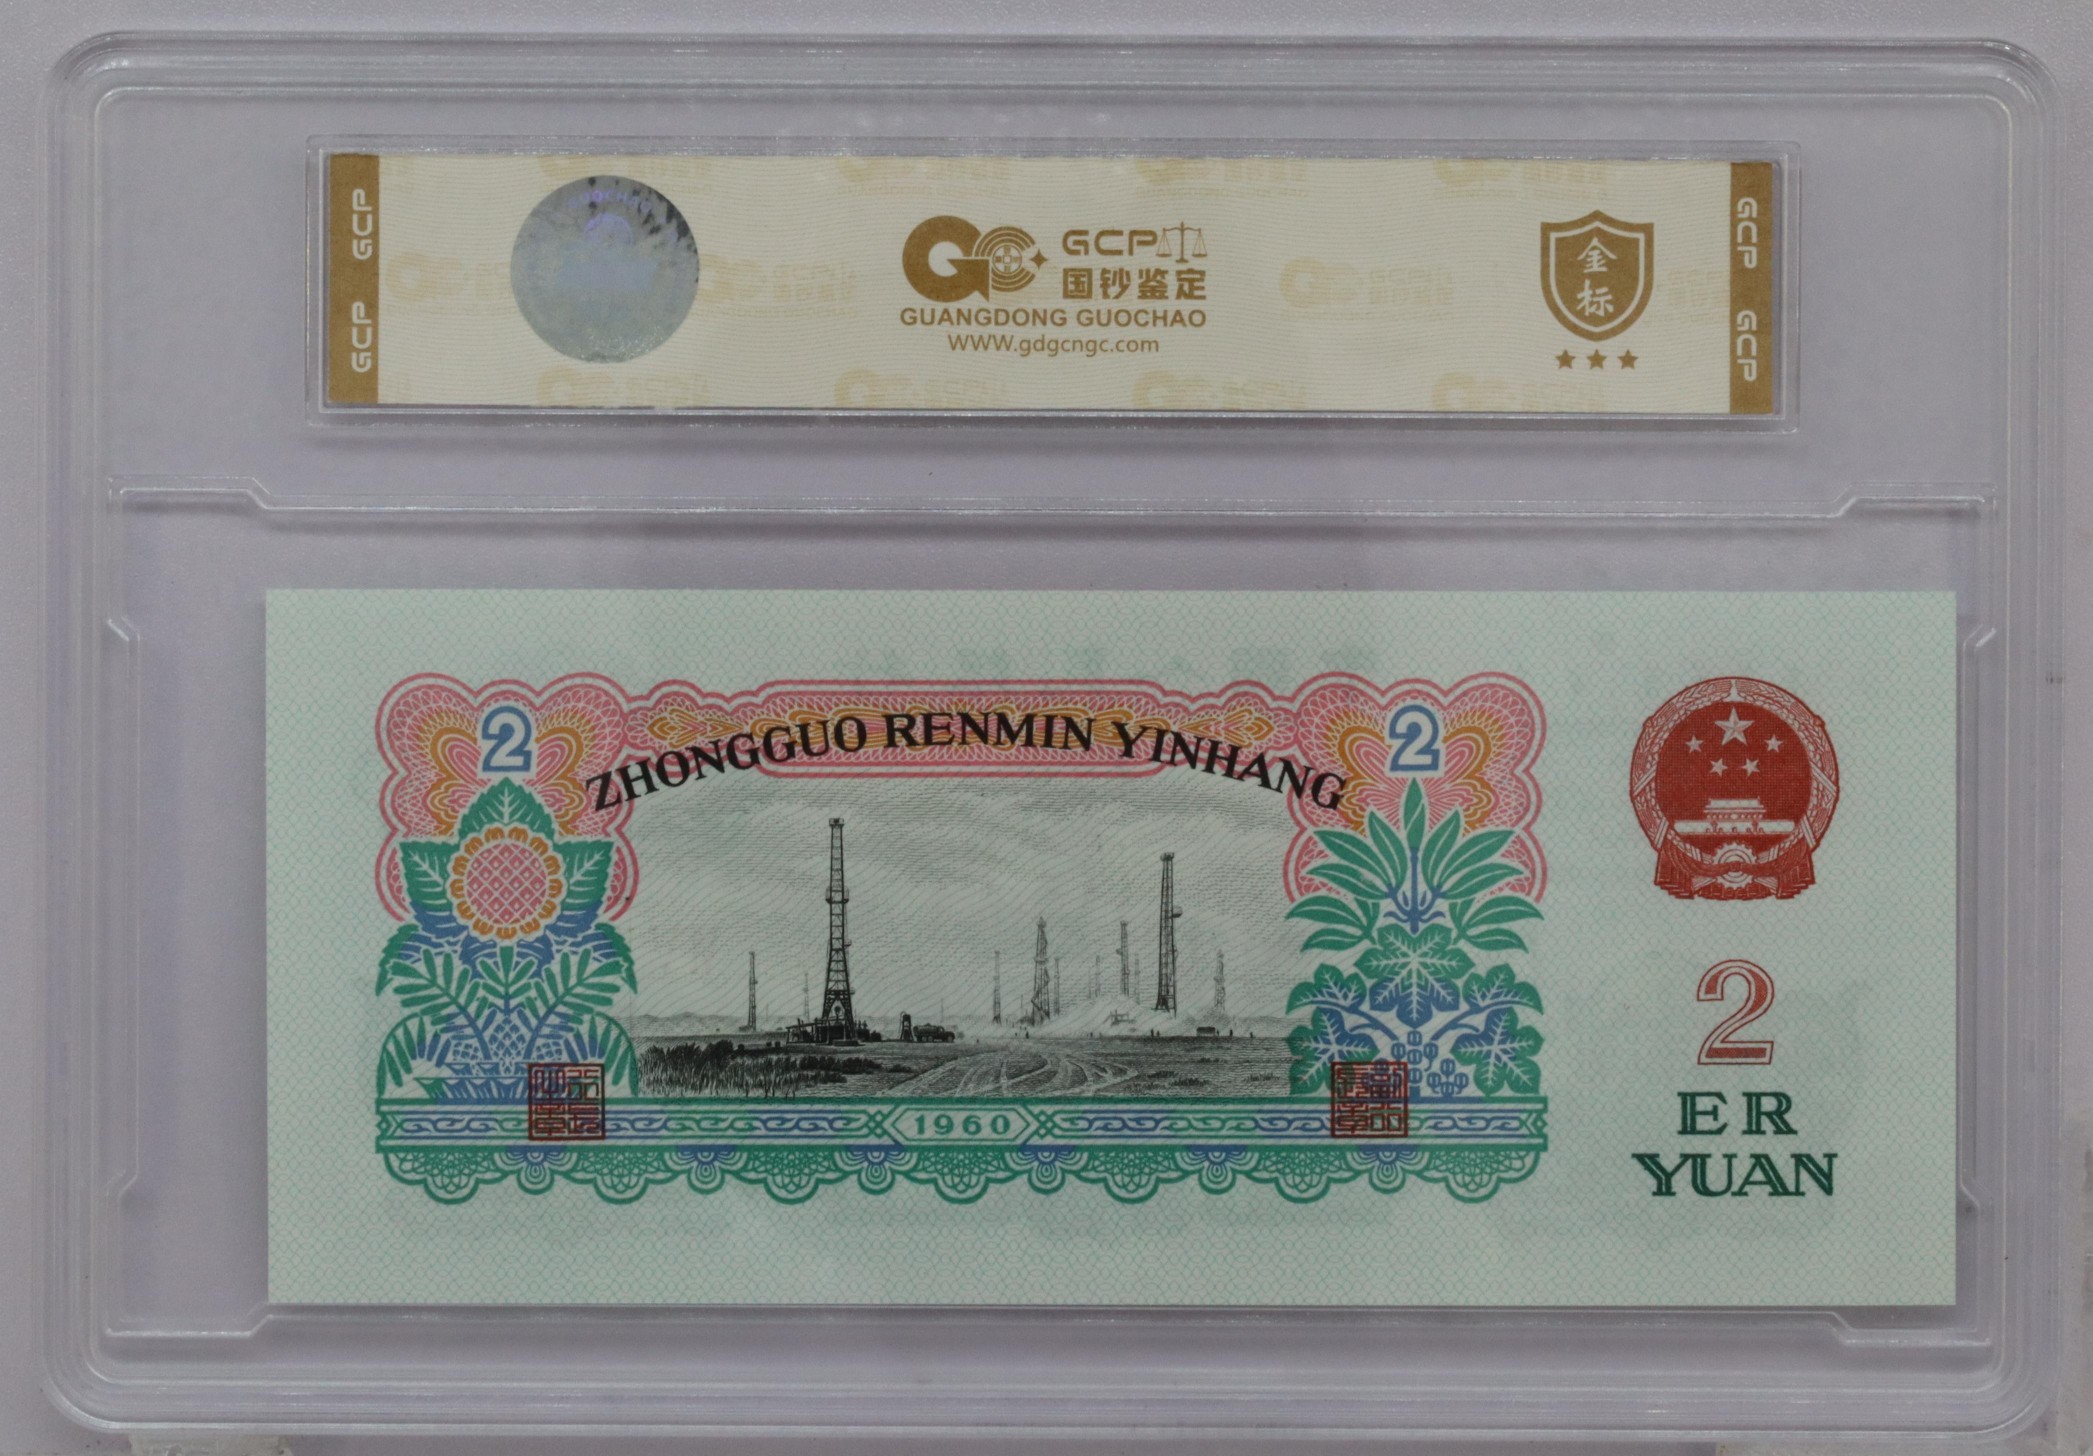 GCP GCP
GCP
国钞鉴定
GUANGDONG GUOCHAO
www.gdgcngc.com
金
标
GCP GCP
2
ZHONGGUO RENMIN YINHANG
2
1960
2
ER
YUAN